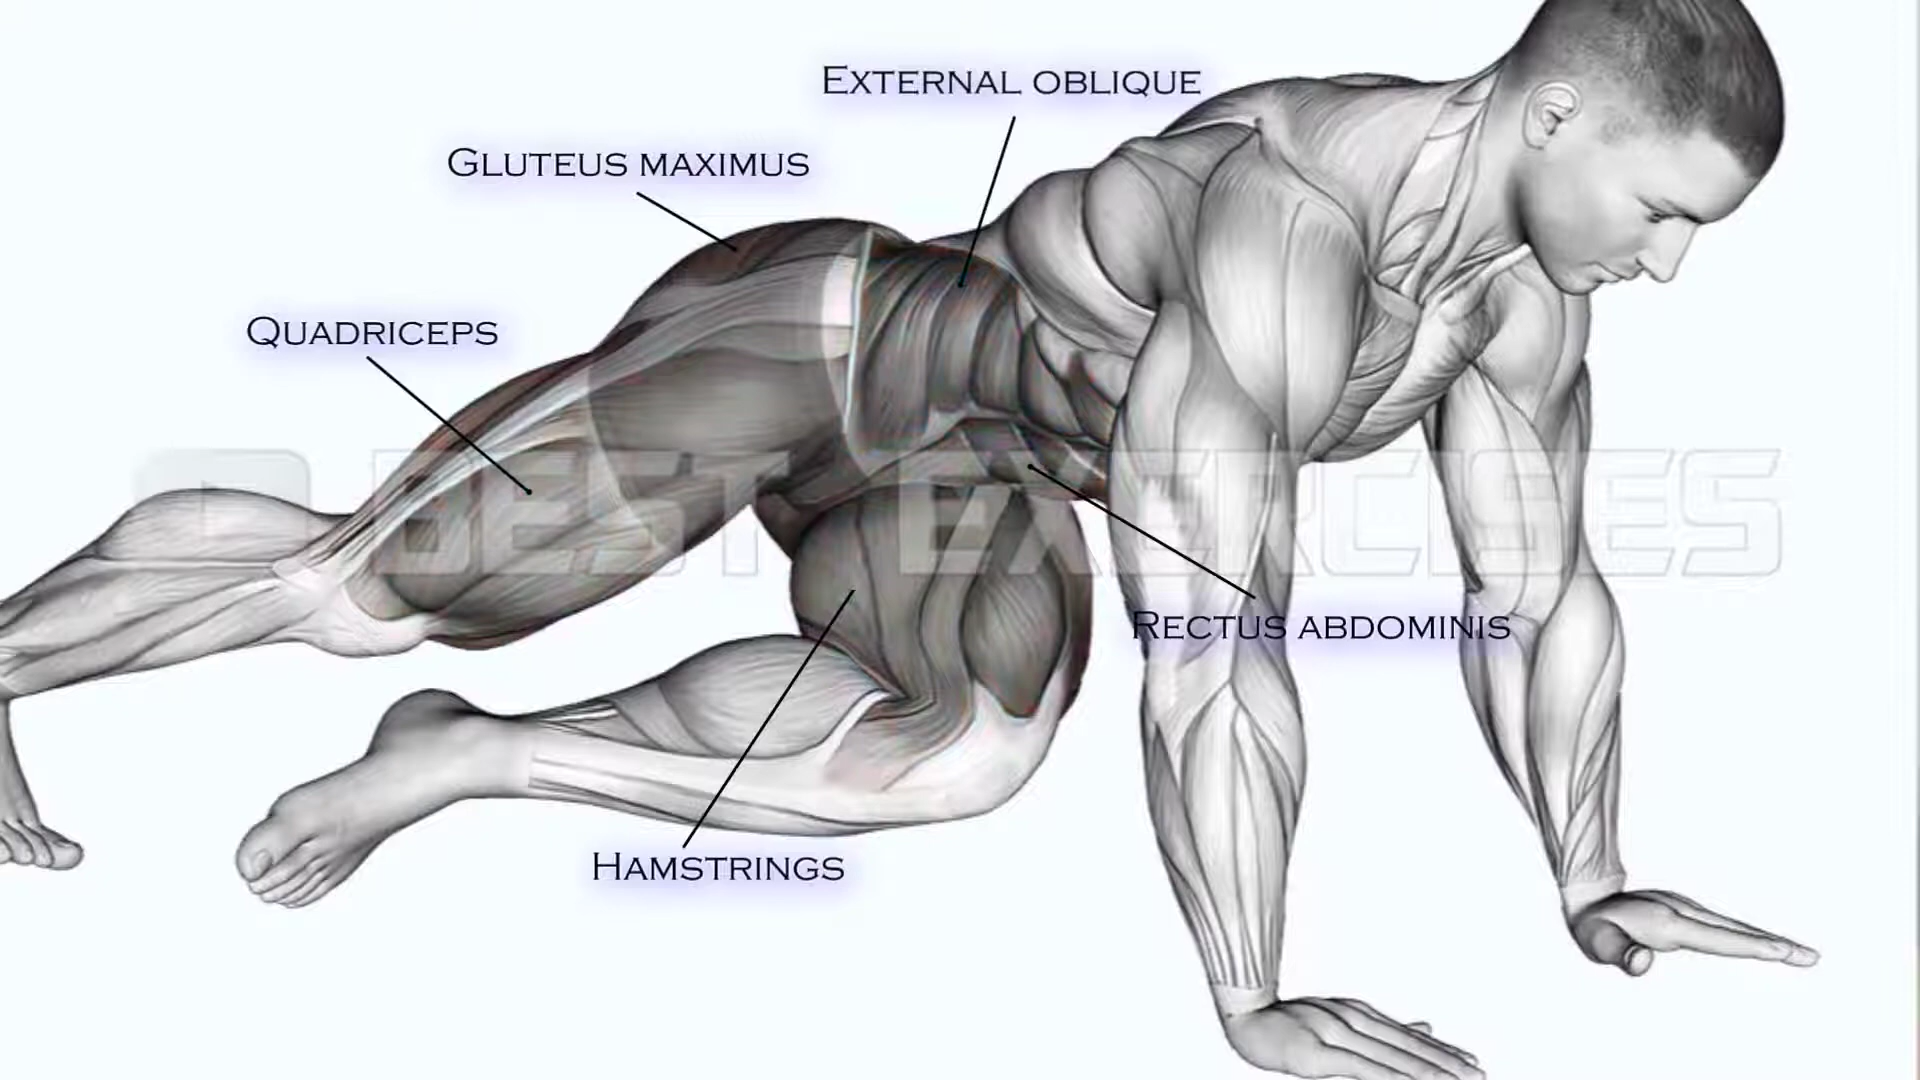 External oblique
Gluteus maximus
Quadriceps
BEST EXERCISES
Rectus abdominis
Hamstrings